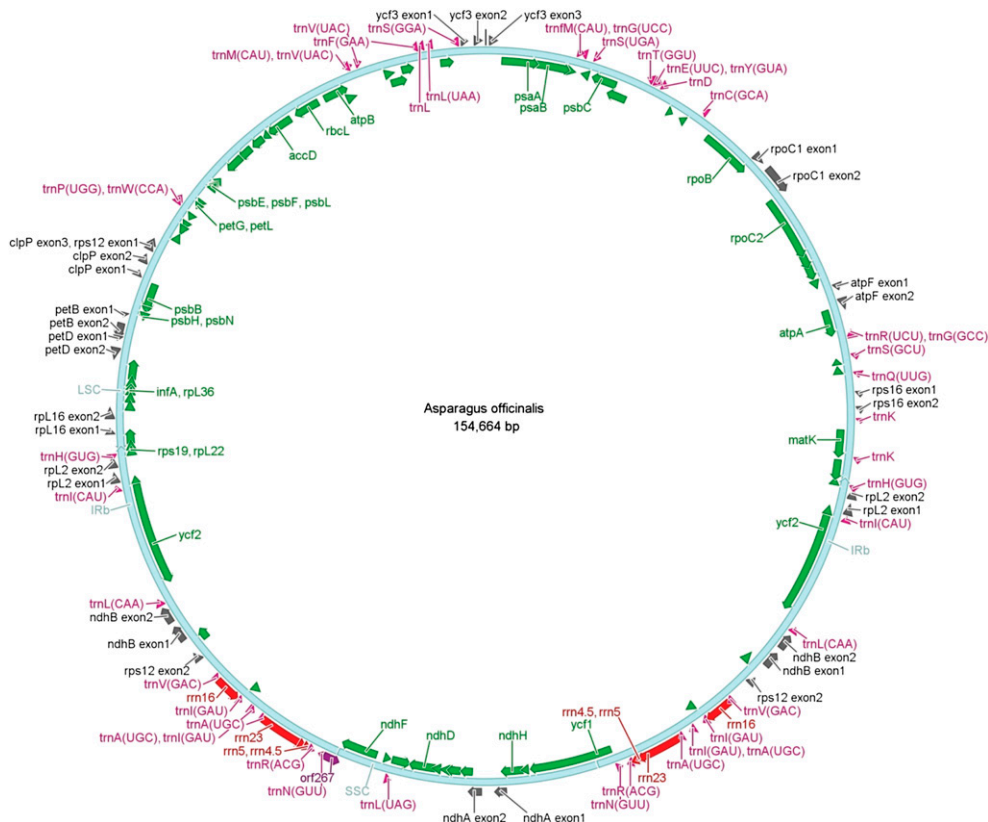 ycf3 exon1
ycf3 exon2
ycf3 exon3
trnS(GGA)
trnV(UAC)
trnF(GAA)
trnM(CAU), trnV(UAC)
trnfM(CAU), trnG(UCC)
trnS(UGA)
trnT(GGU)
trnE(UUC), trnY(GUA)
trnD
trnC(GCA)
trnL(UAA)
trnL
psaA
psaB
psbC
atpB
rbcL
accD
rpoB
rpoC1 exon1
rpoC1 exon2
trnP(UGG), trnW(CCA)
psbE, psbF, psbL
petG, petL
rpoC2
clpP exon3, rps12 exon1
clpP exon2
clpP exon1
atpF exon1
atpF exon2
psbB
psbH, psbN
petB exon1
petB exon2
petD exon1
petD exon2
atpA
trnR(UCU), trnG(GCC)
trnS(GCU)
trnQ(UUG)
LSC
infA, rpL36
rps16 exon1
rps16 exon2
trnK
Asparagus officinalis
154,664 bp
rpL16 exon2
rpL16 exon1
matK
rps19, rpL22
trnK
trnH(GUG)
rpL2 exon2
rpL2 exon1
trnI(CAU)
IRb
trnH(GUG)
rpL2 exon2
rpL2 exon1
trnI(CAU)
ycf2
ycf2
IRb
trnL(CAA)
ndhB exon2
ndhB exon1
rps12 exon2
trnL(CAA)
ndhB exon2
ndhB exon1
rps12 exon2
trnV(GAC)
rrn16
trnI(GAU)
trnA(UGC)
trnA(UGC), trnI(GAU)
rrn23
rrn5, rrn4.5
trnR(ACG)
trnN(GUU)
orf267
ndhF
ndhD
ndhH
ycf1
rrn4.5, rrn5
trnV(GAC)
rrn16
trnI(GAU)
trnI(GAU), trnA(UGC)
trnA(UGC)
rrn23
trnR(ACG)
trnN(GUU)
SSC
trnL(UAG)
ndhA exon2
ndhA exon1